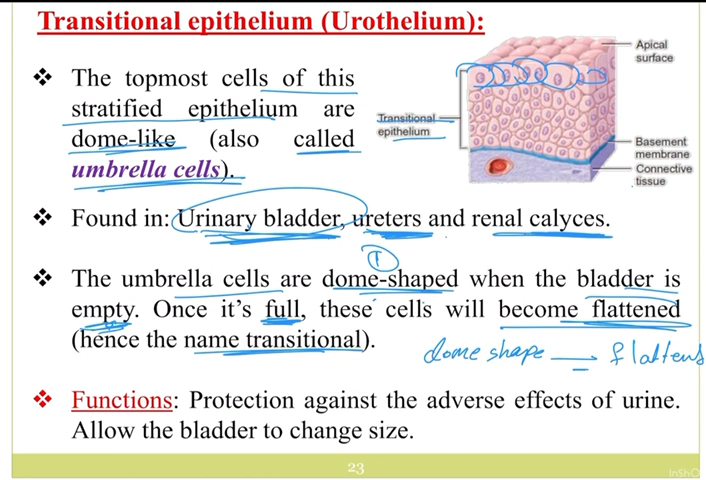 Transitional epithelium (Urothelium):
❖ The topmost cells of this
stratified epithelium are
dome-like (also called
umbrella cells).
Apical
surface
Transitional
epithelium
Basement
membrane
Connective
tissue
❖ Found in: Urinary bladder, ureters and renal calyces.
①
❖ The umbrella cells are dome-shaped when the bladder is
empty. Once it’s full, these cells will become flattened
(hence the name transitional).
dome shape → flattens
❖ Functions: Protection against the adverse effects of urine.
Allow the bladder to change size.
23
InShO